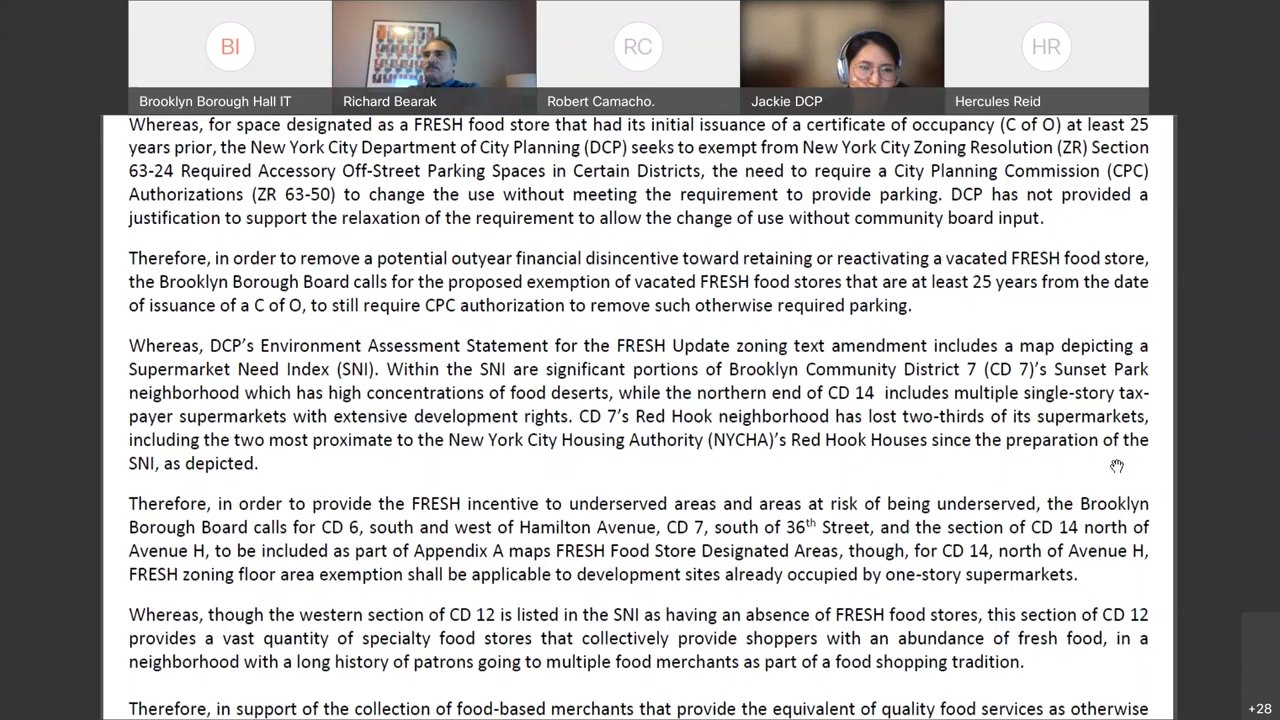 BI
RC
HR
Brooklyn Borough Hall IT
Richard Bearak
Robert Camacho.
Jackie DCP
Hercules Reid
Whereas, for space designated as a FRESH food store that had its initial issuance of a certificate of occupancy (C of O) at least 25
years prior, the New York City Department of City Planning (DCP) seeks to exempt from New York City Zoning Resolution (ZR) Section
63-24 Required Accessory Off-Street Parking Spaces in Certain Districts, the need to require a City Planning Commission (CPC)
Authorizations (ZR 63-50) to change the use without meeting the requirement to provide parking. DCP has not provided a
justification to support the relaxation of the requirement to allow the change of use without community board input.
Therefore, in order to remove a potential outyear financial disincentive toward retaining or reactivating a vacated FRESH food store,
the Brooklyn Borough Board calls for the proposed exemption of vacated FRESH food stores that are at least 25 years from the date
of issuance of a C of O, to still require CPC authorization to remove such otherwise required parking.
Whereas, DCP's Environment Assessment Statement for the FRESH Update zoning text amendment includes a map depicting a
Supermarket Need Index (SNI). Within the SNI are significant portions of Brooklyn Community District 7 (CD 7)'s Sunset Park
neighborhood which has high concentrations of food deserts, while the northern end of CD 14 includes multiple single-story tax-
payer supermarkets with extensive development rights. CD 7's Red Hook neighborhood has lost two-thirds of its supermarkets,
including the two most proximate to the New York City Housing Authority (NYCHA)'s Red Hook Houses since the preparation of the
SNI, as depicted.
Therefore, in order to provide the FRESH incentive to underserved areas and areas at risk of being underserved, the Brooklyn
Borough Board calls for CD 6, south and west of Hamilton Avenue, CD 7, south of 36th Street, and the section of CD 14 north of
Avenue H, to be included as part of Appendix A maps FRESH Food Store Designated Areas, though, for CD 14, north of Avenue H,
FRESH zoning floor area exemption shall be applicable to development sites already occupied by one-story supermarkets.
Whereas, though the western section of CD 12 is listed in the SNI as having an absence of FRESH food stores, this section of CD 12
provides a vast quantity of specialty food stores that collectively provide shoppers with an abundance of fresh food, in a
neighborhood with a long history of patrons going to multiple food merchants as part of a food shopping tradition.
Therefore, in support of the collection of food-based merchants that provide the equivalent of quality food services as otherwise
+28